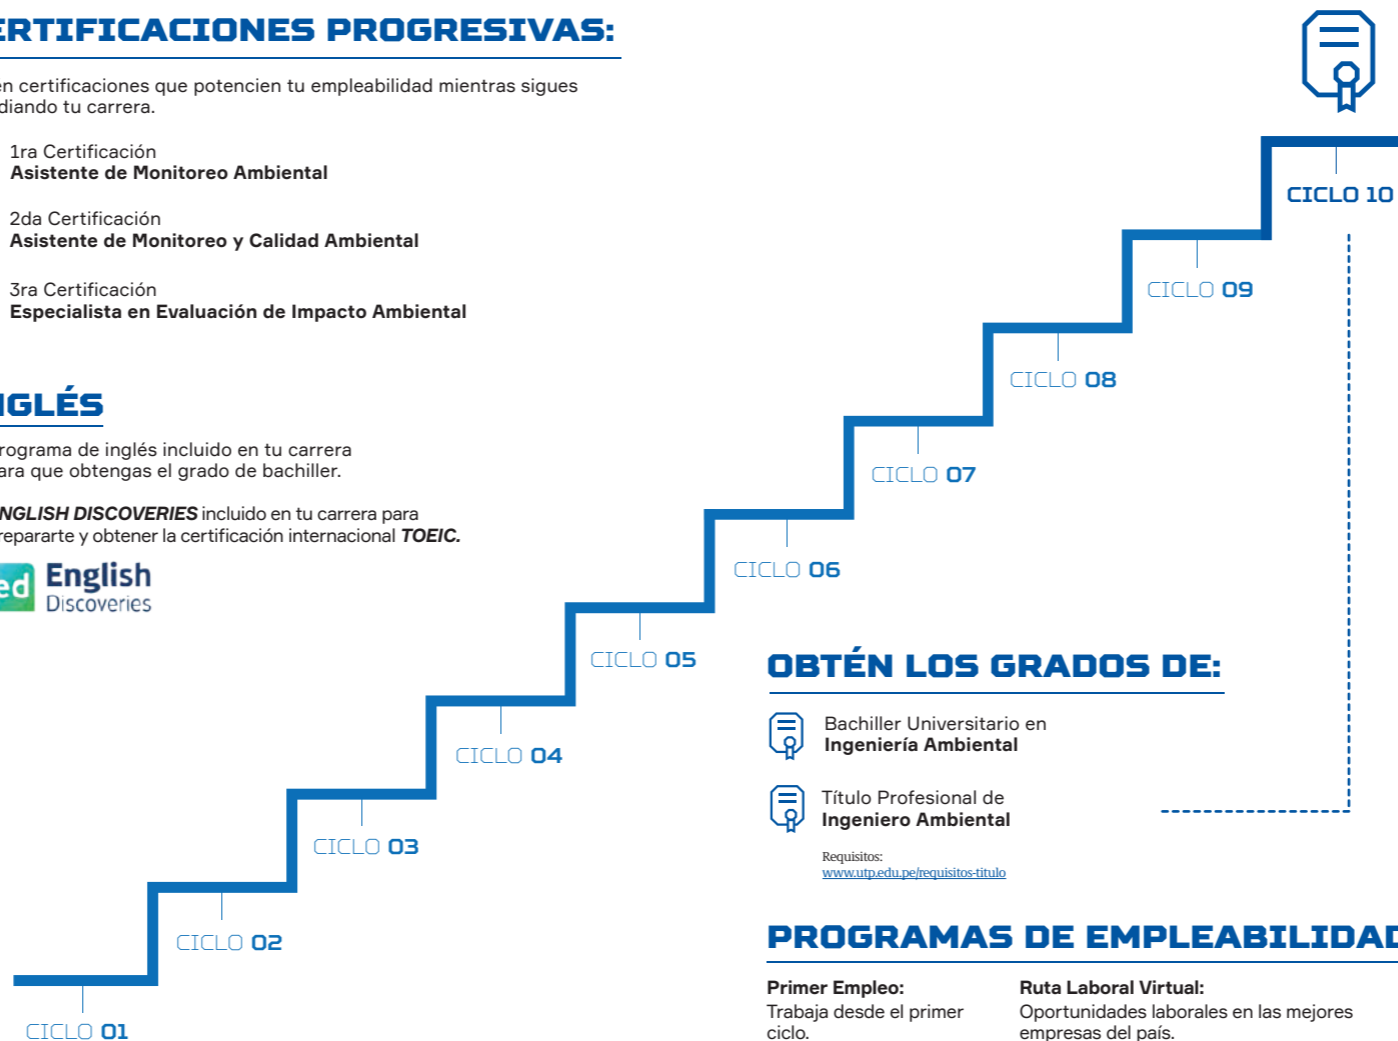 ERTIFICACIONES PROGRESIVAS:
én certificaciones que potencien tu empleabilidad mientras sigues
diando tu carrera.
1ra Certificación
Asistente de Monitoreo Ambiental
2da Certificación
Asistente de Monitoreo y Calidad Ambiental
3ra Certificación
Especialista en Evaluación de Impacto Ambiental
NGLÉS
rograma de inglés incluido en tu carrera
ara que obtengas el grado de bachiller.
NGLISH DISCOVERIES incluido en tu carrera para
repararte y obtener la certificación internacional TOEIC.
ed English
Discoveries
CICLO 10
CICLO 09
CICLO 08
CICLO 07
CICLO 06
CICLO 05
CICLO 04
CICLO 03
CICLO 02
CICLO 01
OBTÉN LOS GRADOS DE:
Bachiller Universitario en
Ingeniería Ambiental
Título Profesional de
Ingeniero Ambiental
Requisitos:
www.utp.edu.pe/requisitos-titulo
PROGRAMAS DE EMPLEABILIDAD
Primer Empleo:
Trabaja desde el primer
ciclo.
Ruta Laboral Virtual:
Oportunidades laborales en las mejores
empresas del país.